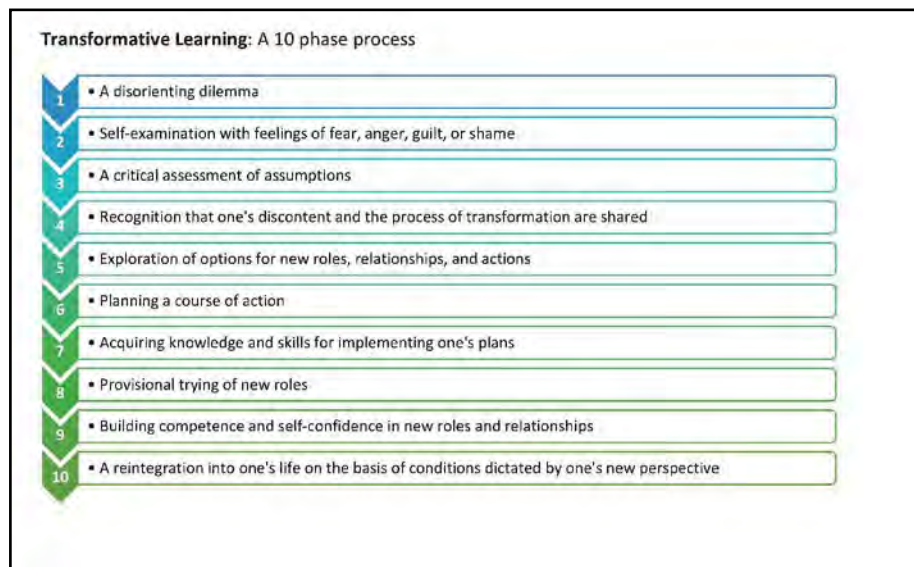 Transformative Learning: A 10 phase process
1 • A disorienting dilemma
2 • Self-examination with feelings of fear, anger, guilt, or shame
3 • A critical assessment of assumptions
4 • Recognition that one's discontent and the process of transformation are shared
5 • Exploration of options for new roles, relationships, and actions
6 • Planning a course of action
7 • Acquiring knowledge and skills for implementing one's plans
8 • Provisional trying of new roles
9 • Building competence and self-confidence in new roles and relationships
10 • A reintegration into one's life on the basis of conditions dictated by one's new perspective